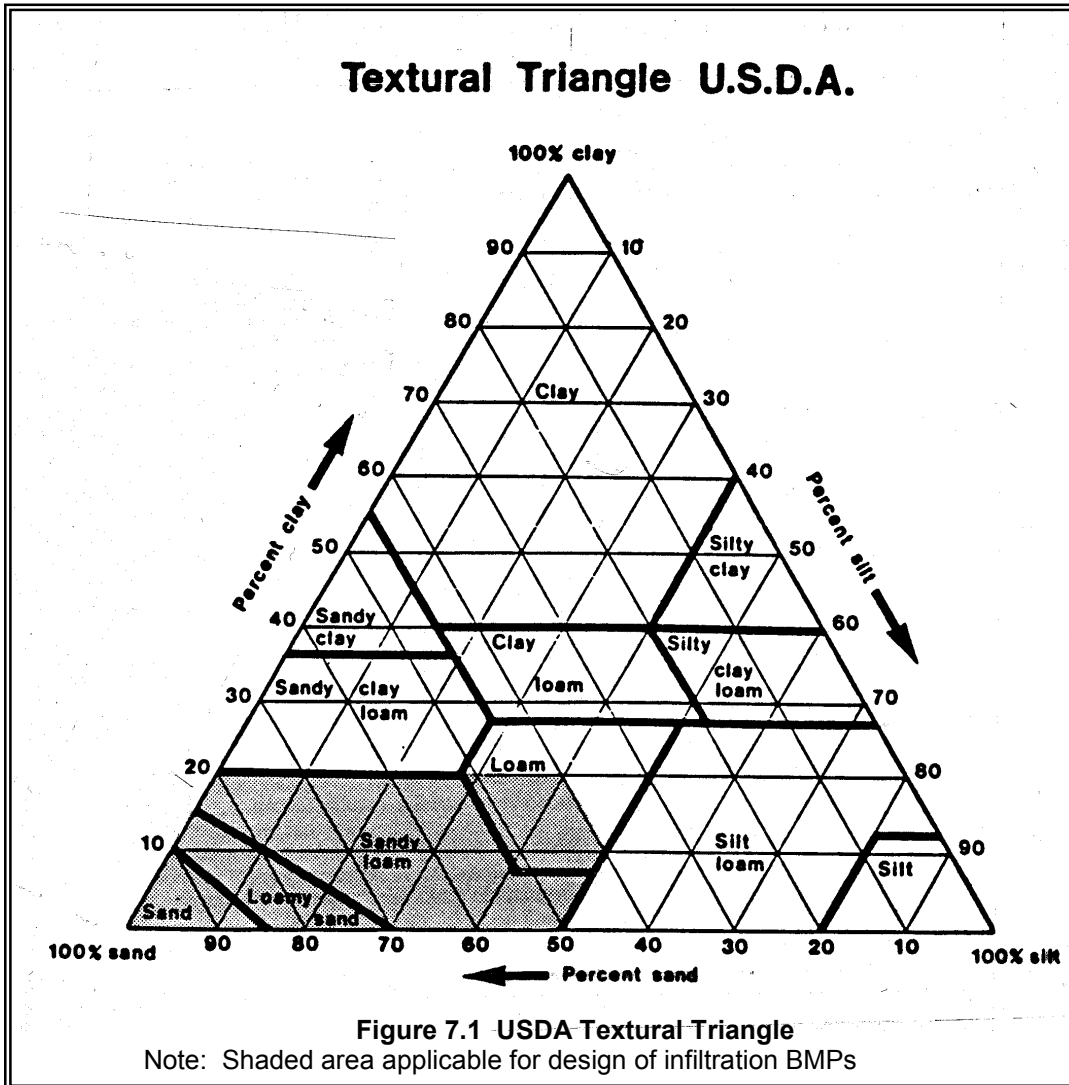 Textural Triangle U.S.D.A.
100% clay
90
10
80
20
70
Clay
30
60
40
50
Silty
clay
50
40
Sandy
clay
Clay
loam
Silty
clay
loam
60
30
Sandy
clay
loam
70
20
Loam
80
10
Sandy
loam
Silt
loam
Silt
90
Sand
Loamy
sand
100% sand
90
80
70
60
50
40
30
20
10
100% silt
Percent clay
Percent silt
Percent sand
Figure 7.1 USDA Textural Triangle
Note: Shaded area applicable for design of infiltration BMPs